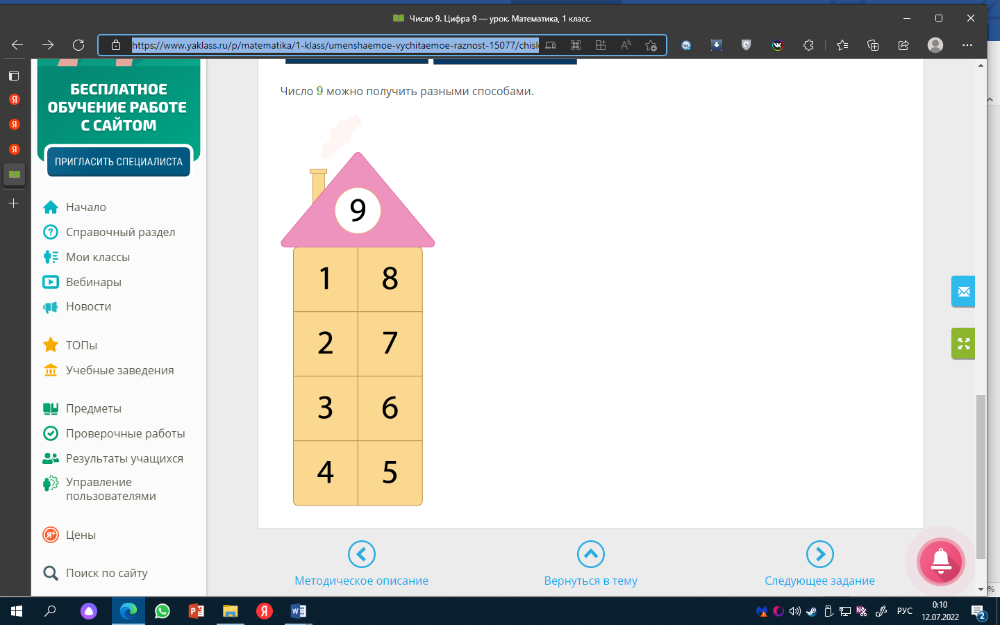 Число 9. Цифра 9 — урок. Математика, 1 класс.
https://www.yaklass.ru/p/matematika/1-klass/umenshaemoe-vychitaemoe-raznost-15077/chisl
БЕСПЛАТНОЕ
ОБУЧЕНИЕ РАБОТЕ
С САЙТОМ
ПРИГЛАСИТЬ СПЕЦИАЛИСТА
Начало
Справочный раздел
Мои классы
Вебинары
Новости
ТОПы
Учебные заведения
Предметы
Проверочные работы
Результаты учащихся
Управление
пользователями
Цены
Поиск по сайту
Число 9 можно получить разными способами.
9
1 8
2 7
3 6
4 5
Методическое описание
Вернуться в тему
Следующее задание
РУС
0:10
12.07.2022
2